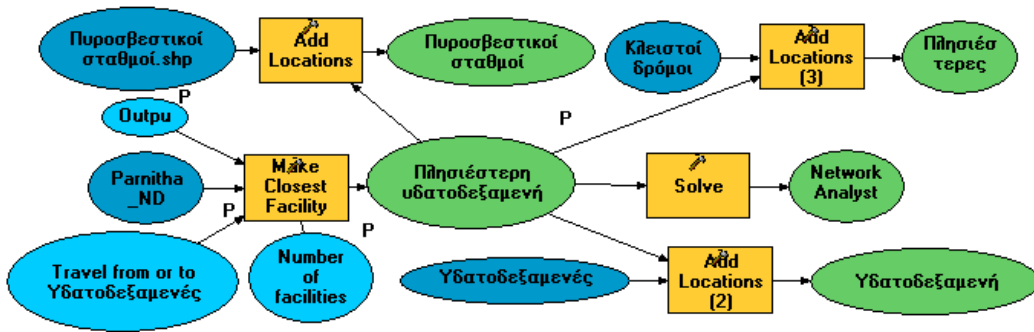 Πυροσβεστικοί
σταθμοί.shp
Add
Locations
Πυροσβεστικοί
σταθμοί
Κλειστοί
δρόμοι
Add
Locations
(3)
Πλησιέσ
τερες
P
Outpu
P
Parnitha
_ND
Make
Closest
Facility
Πλησιέστερη
υδατοδεξαμενή
Solve
Network
Analyst
P
P
Travel from or to
Υδατοδεξαμενές
Number
of
facilities
Υδατοδεξαμενές
Add
Locations
(2)
Υδατοδεξαμενή